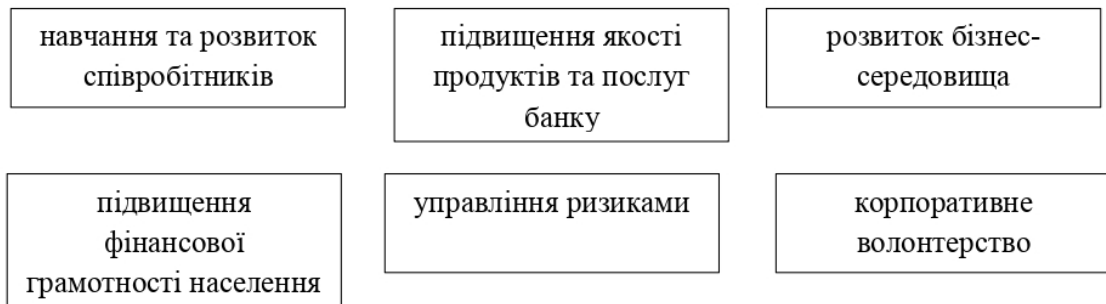 навчання та розвиток
співробітників
підвищення якості
продуктів та послуг
банку
розвиток бізнес-
середовища
підвищення
фінансової
грамотності населення
управління ризиками
корпоративне
волонтерство